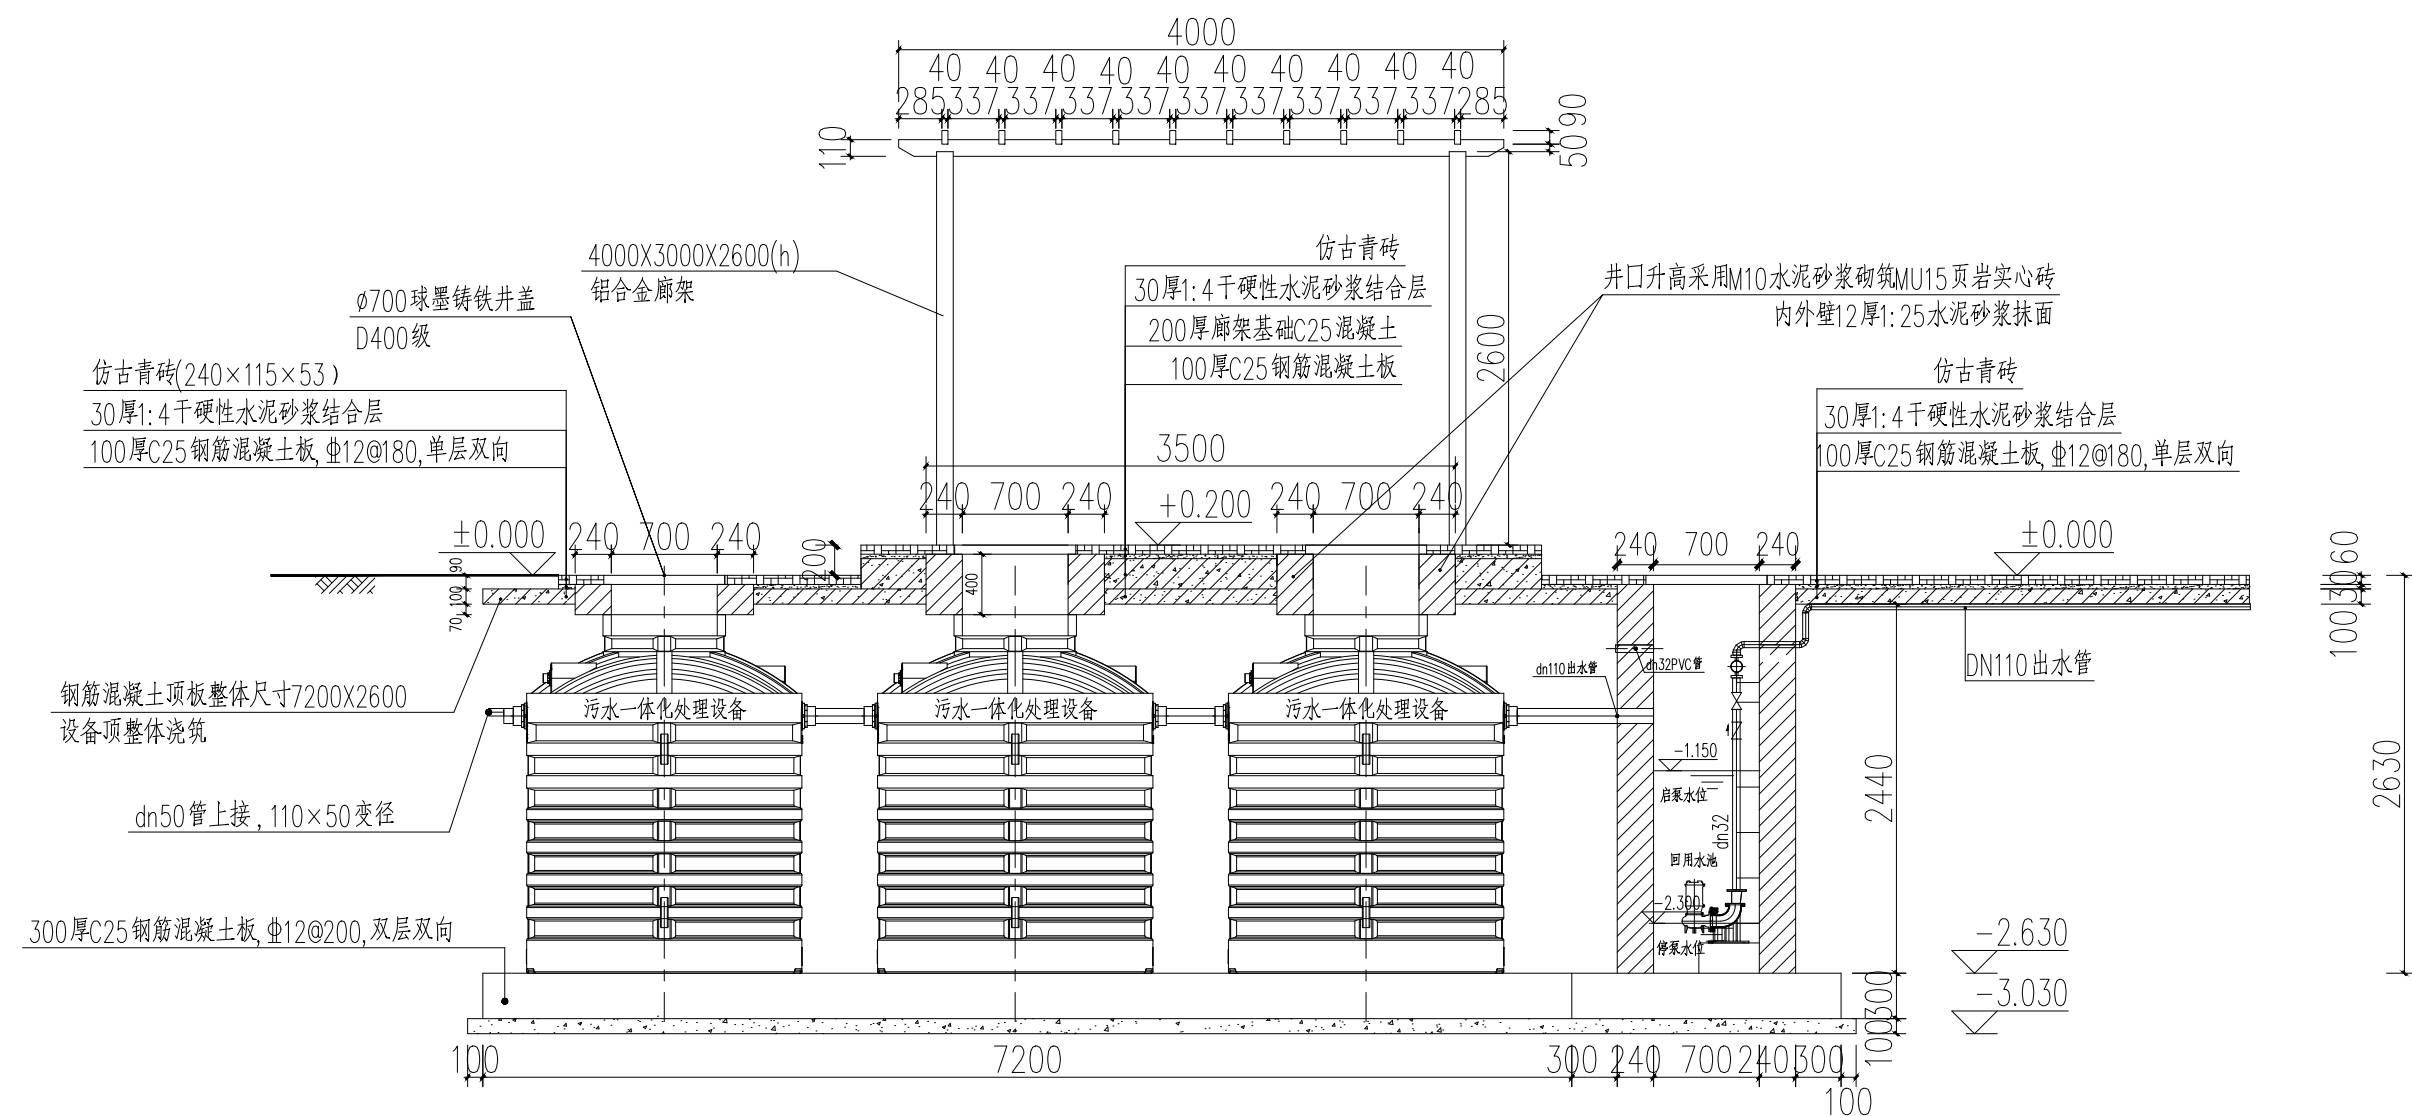 4000
40 40 40 40 40 40 40 40 40 40
285 337 337 337 337 337 337 337 337 337 285
110
50 90
4000X3000X2600(h)
铝合金廊架
ø700球墨铸铁井盖
D400级
仿古青砖
30厚1:4干硬性水泥砂浆结合层
200厚廊架基础C25混凝土
100厚C25钢筋混凝土板
井口升高采用M10水泥砂浆砌筑MU15页岩实心砖
内外壁12厚1:25水泥砂浆抹面
2600
仿古青砖(240×115×53)
30厚1:4干硬性水泥砂浆结合层
100厚C25钢筋混凝土板,⏀12@180,单层双向
仿古青砖
30厚1:4干硬性水泥砂浆结合层
100厚C25钢筋混凝土板,⏀12@180,单层双向
3500
240 700 240
+0.200
240 700 240
±0.000
240 700 240
200
240 700 240
±0.000
90
100
70
400
60
30
100
dn110出水管
dn32PVC管
DN110出水管
钢筋混凝土顶板整体尺寸7200X2600
设备顶整体浇筑
污水一体化处理设备
污水一体化处理设备
污水一体化处理设备
-1.150
启泵水位
dn32
2440
2630
dn50管上接,110×50变径
回用水池
-2.300
停泵水位
300厚C25钢筋混凝土板,⏀12@200,双层双向
-2.630
-3.030
300
100
100 7200 300 240 700 240 300
100